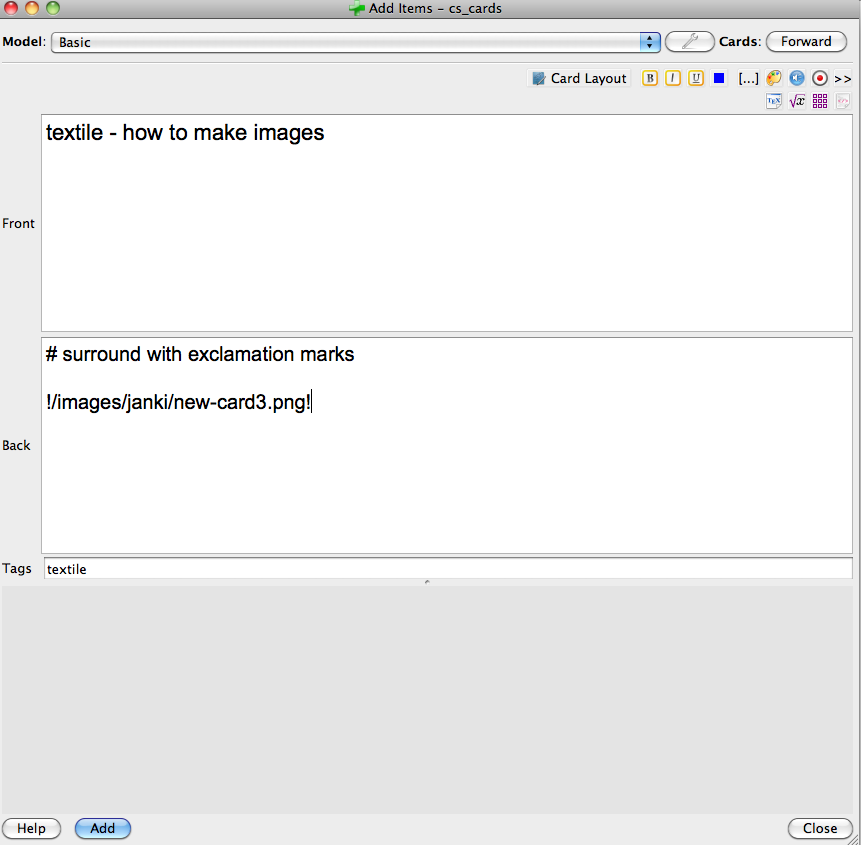 Add Items - cs_cards
Model: Basic Cards: Forward
Card Layout B I U [...] >>
TEX √x </>
textile - how to make images
Front
# surround with exclamation marks
!/images/janki/new-card3.png!
Back
Tags textile
Help Add Close